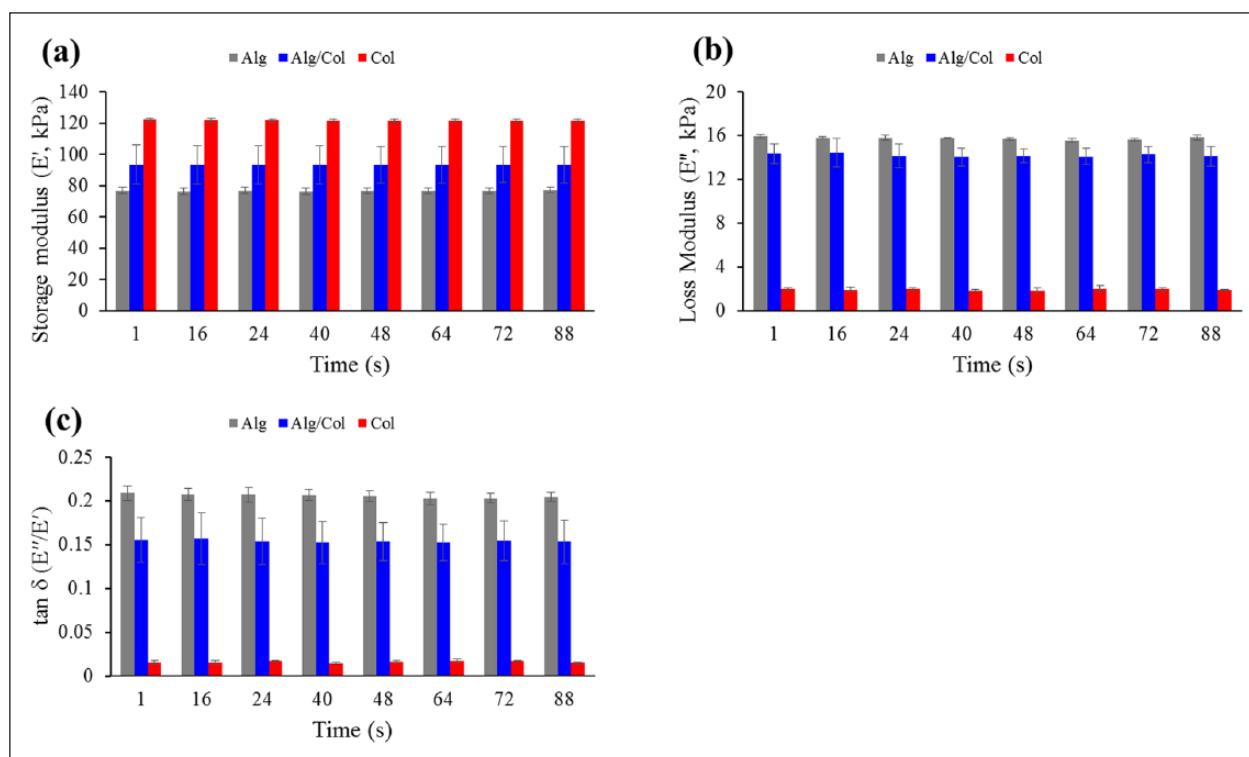 (a)
Alg Alg/Col Col
Storage modulus (E', kPa)
140
120
100
80
60
40
20
0
1 16 24 40 48 64 72 88
Time (s)
(b)
Alg Alg/Col Col
Loss Modulus (E", kPa)
20
16
12
8
4
0
1 16 24 40 48 64 72 88
Time (s)
(c)
Alg Alg/Col Col
tan δ (E"/E')
0.25
0.2
0.15
0.1
0.05
0
1 16 24 40 48 64 72 88
Time (s)